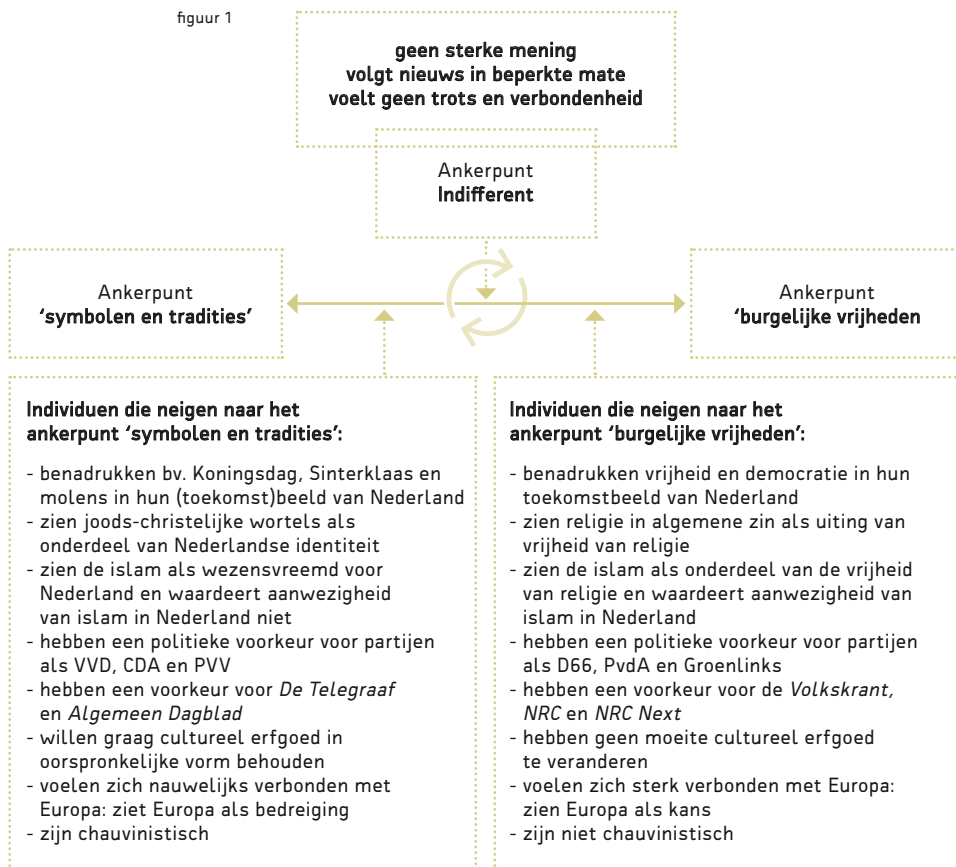 figuur 1
geen sterke mening
volgt nieuws in beperkte mate
voelt geen trots en verbondenheid
Ankerpunt
Indifferent
Ankerpunt
‘symbolen en tradities’
Ankerpunt
‘burgelijke vrijheden
Individuen die neigen naar het
ankerpunt ‘symbolen en tradities’:
- benadrukken bv. Koningsdag, Sinterklaas en
molens in hun (toekomst)beeld van Nederland
- zien joods-christelijke wortels als
onderdeel van Nederlandse identiteit
- zien de islam als wezensvreemd voor
Nederland en waardeert aanwezigheid
van islam in Nederland niet
- hebben een politieke voorkeur voor partijen
als VVD, CDA en PVV
- hebben een voorkeur voor De Telegraaf
en Algemeen Dagblad
- willen graag cultureel erfgoed in
oorspronkelijke vorm behouden
- voelen zich nauwelijks verbonden met
Europa: ziet Europa als bedreiging
- zijn chauvinistisch
Individuen die neigen naar het
ankerpunt ‘burgelijke vrijheden’:
- benadrukken vrijheid en democratie in hun
toekomstbeeld van Nederland
- zien religie in algemene zin als uiting van
vrijheid van religie
- zien de islam als onderdeel van de vrijheid
van religie en waardeert aanwezigheid van
islam in Nederland
- hebben een politieke voorkeur voor partijen
als D66, PvdA en Groenlinks
- hebben een voorkeur voor de Volkskrant,
NRC en NRC Next
- hebben geen moeite cultureel erfgoed
te veranderen
- voelen zich sterk verbonden met Europa:
zien Europa als kans
- zijn niet chauvinistisch